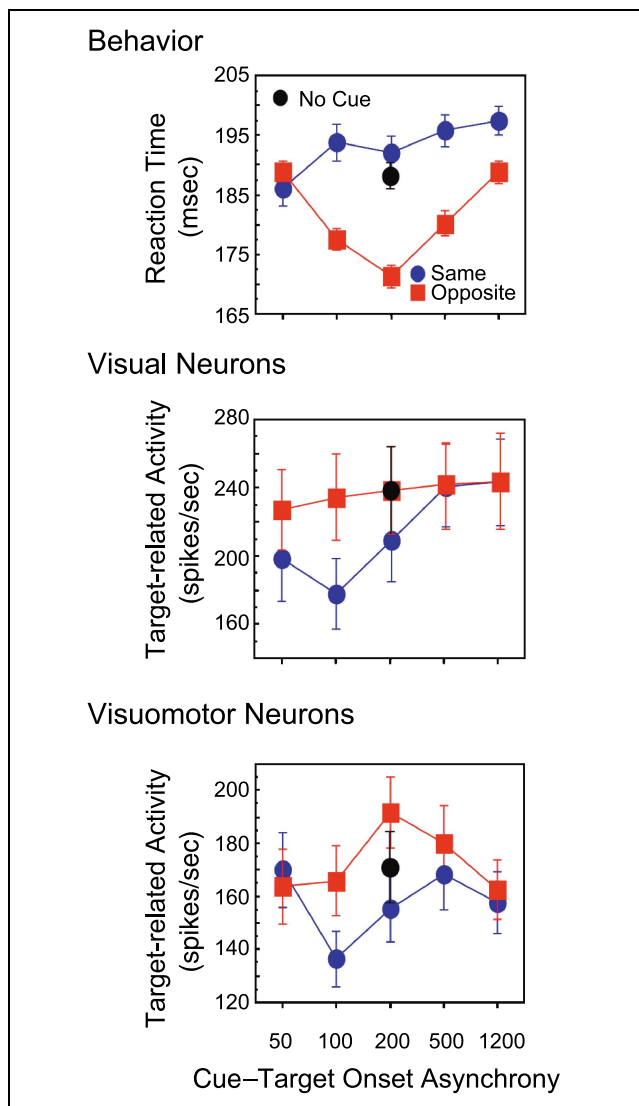 Behavior
205
195
185
175
165
Reaction Time
(msec)
No Cue
Same
Opposite
Visual Neurons
280
240
200
160
Target-related Activity
(spikes/sec)
Visuomotor Neurons
200
180
160
140
120
Target-related Activity
(spikes/sec)
50 100 200 500 1200
Cue–Target Onset Asynchrony